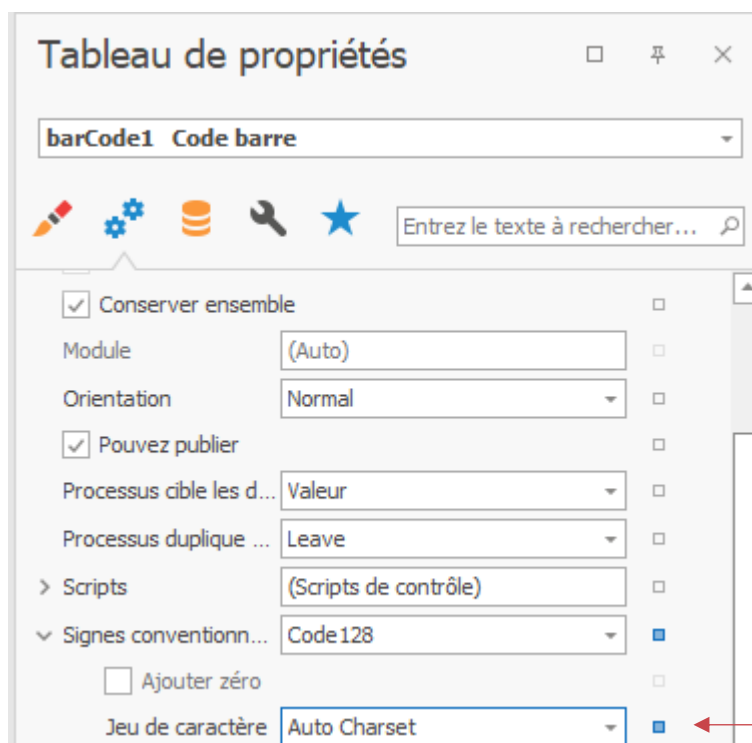 Tableau de propriétés
barCode1 Code barre
Entrez le texte à rechercher...
Conserver ensemble
Module (Auto)
Orientation Normal
Pouvez publier
Processus cible les d... Valeur
Processus duplique ... Leave
Scripts (Scripts de contrôle)
Signes conventionn... Code128
Ajouter zéro
Jeu de caractère Auto Charset